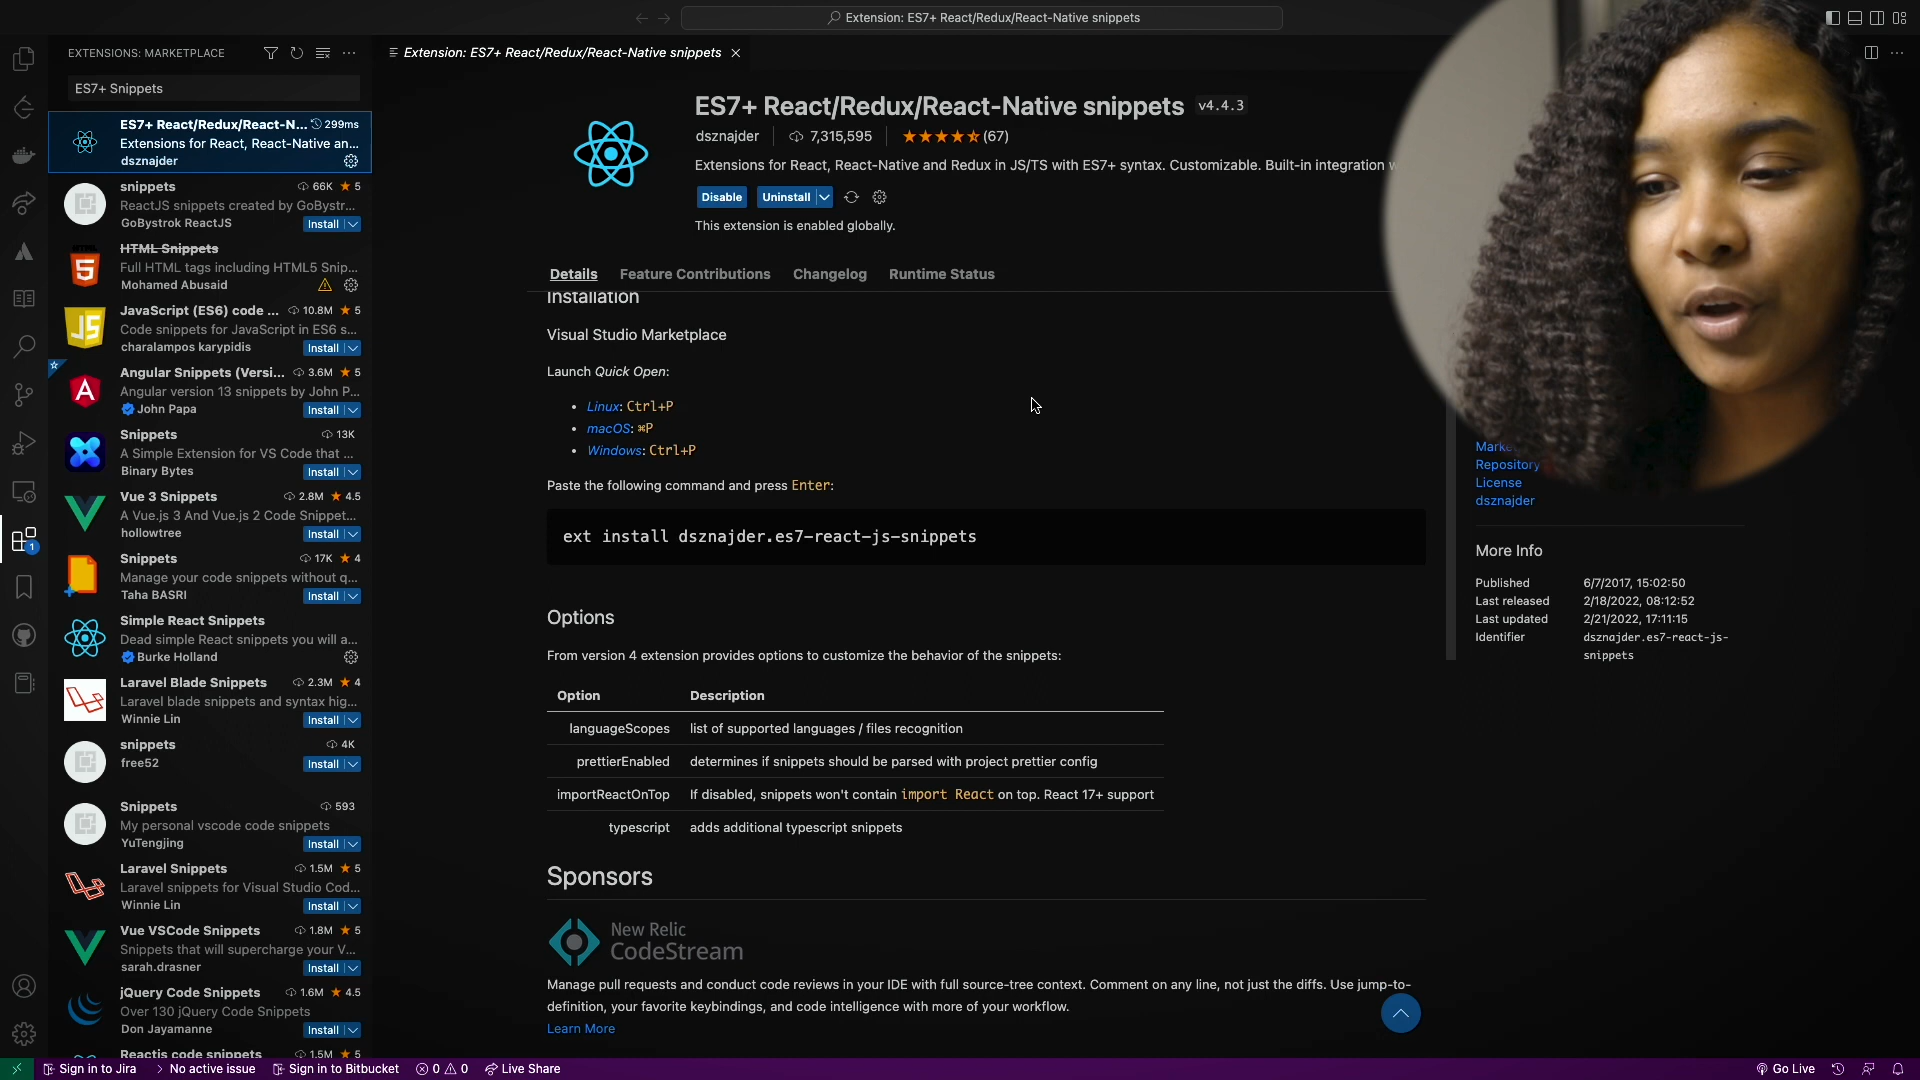 Extension: ES7+ React/Redux/React-Native snippets
EXTENSIONS: MARKETPLACE
ES7+ Snippets
ES7+ React/Redux/React-N... 299ms
Extensions for React, React-Native an...
dsznajder
snippets 66K 5
ReactJS snippets created by GoBystr...
GoBystrok ReactJS Install
HTML Snippets
Full HTML tags including HTML5 Snip...
Mohamed Abusaid
JavaScript (ES6) code ... 10.8M 5
Code snippets for JavaScript in ES6 s...
charalampos karypidis Install
Angular Snippets (Versi... 3.6M 5
Angular version 13 snippets by John P...
John Papa Install
Snippets 13K
A Simple Extension for VS Code that ...
Binary Bytes Install
Vue 3 Snippets 2.8M 4.5
A Vue.js 3 And Vue.js 2 Code Snippet...
hollowtree Install
Snippets 17K 4
Manage your code snippets without q...
Taha BASRI Install
Simple React Snippets
Dead simple React snippets you will a...
Burke Holland
Laravel Blade Snippets 2.3M 4
Laravel blade snippets and syntax hig...
Winnie Lin Install
snippets 4K
free52 Install
Snippets 593
My personal vscode code snippets
YuTengjing Install
Laravel Snippets 1.5M 5
Laravel snippets for Visual Studio Cod...
Winnie Lin Install
Vue VSCode Snippets 1.8M 5
Snippets that will supercharge your V...
sarah.drasner Install
jQuery Code Snippets 1.6M 4.5
Over 130 jQuery Code Snippets
Don Jayamanne Install
Reactjs code snippets 1.5M 5
1
Extension: ES7+ React/Redux/React-Native snippets
ES7+ React/Redux/React-Native snippets v4.4.3
dsznajder 7,315,595 (67)
Extensions for React, React-Native and Redux in JS/TS with ES7+ syntax. Customizable. Built-in integration
Disable Uninstall
This extension is enabled globally.
Details Feature Contributions Changelog Runtime Status
Installation
Visual Studio Marketplace
Launch Quick Open:
• Linux: Ctrl+P
• macOS: ⌘P
• Windows: Ctrl+P
Paste the following command and press Enter:
ext install dsznajder.es7-react-js-snippets
Options
From version 4 extension provides options to customize the behavior of the snippets:
Option Description
languageScopes list of supported languages / files recognition
prettierEnabled determines if snippets should be parsed with project prettier config
importReactOnTop If disabled, snippets won't contain import React on top. React 17+ support
typescript adds additional typescript snippets
Sponsors
New Relic
CodeStream
Manage pull requests and conduct code reviews in your IDE with full source-tree context. Comment on any line, not just the diffs. Use jump-to-
definition, your favorite keybindings, and code intelligence with more of your workflow.
Learn More
Repository
License
dsznajder
More Info
Published 6/7/2017, 15:02:50
Last released 2/18/2022, 08:12:52
Last updated 2/21/2022, 17:11:15
Identifier dsznajder.es7-react-js-
snippets
Sign in to Jira No active issue Sign in to Bitbucket 0 0 Live Share Go Live